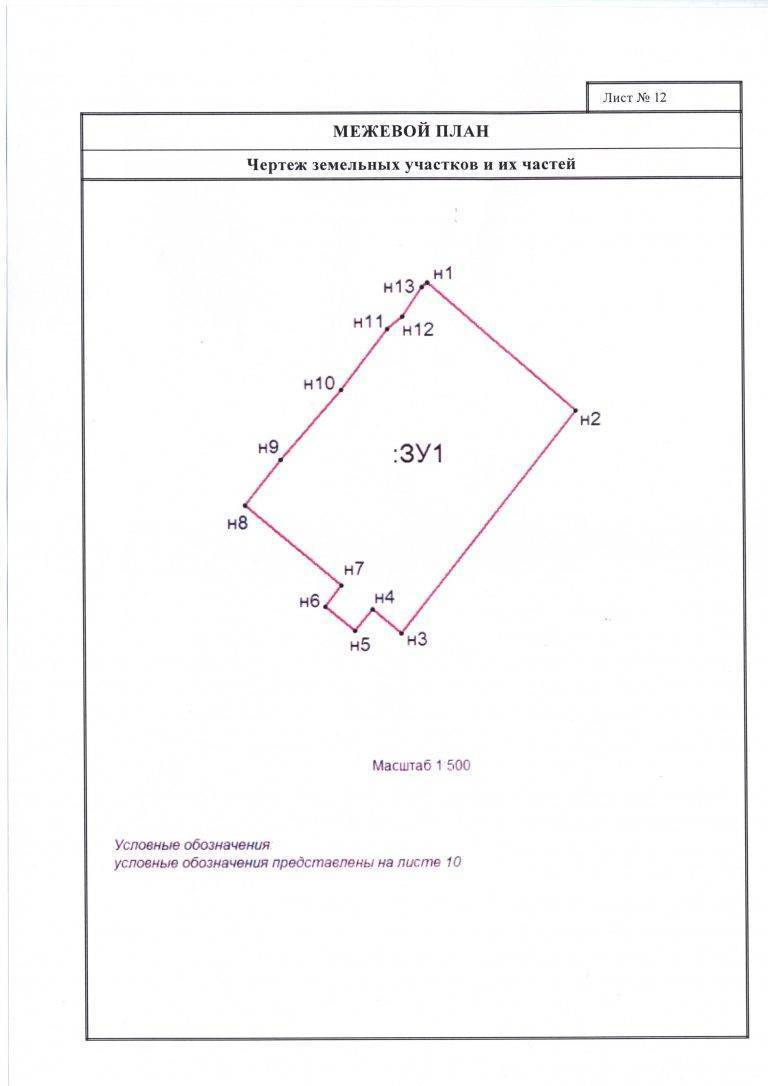 Лист № 12
МЕЖЕВОЙ ПЛАН
Чертеж земельных участков и их частей
н1
н13
н11
н12
н10
н2
н9
:ЗУ1
н8
н7
н4
н6
н3
н5
Масштаб 1:500
Условные обозначения:
условные обозначения представлены на листе 10